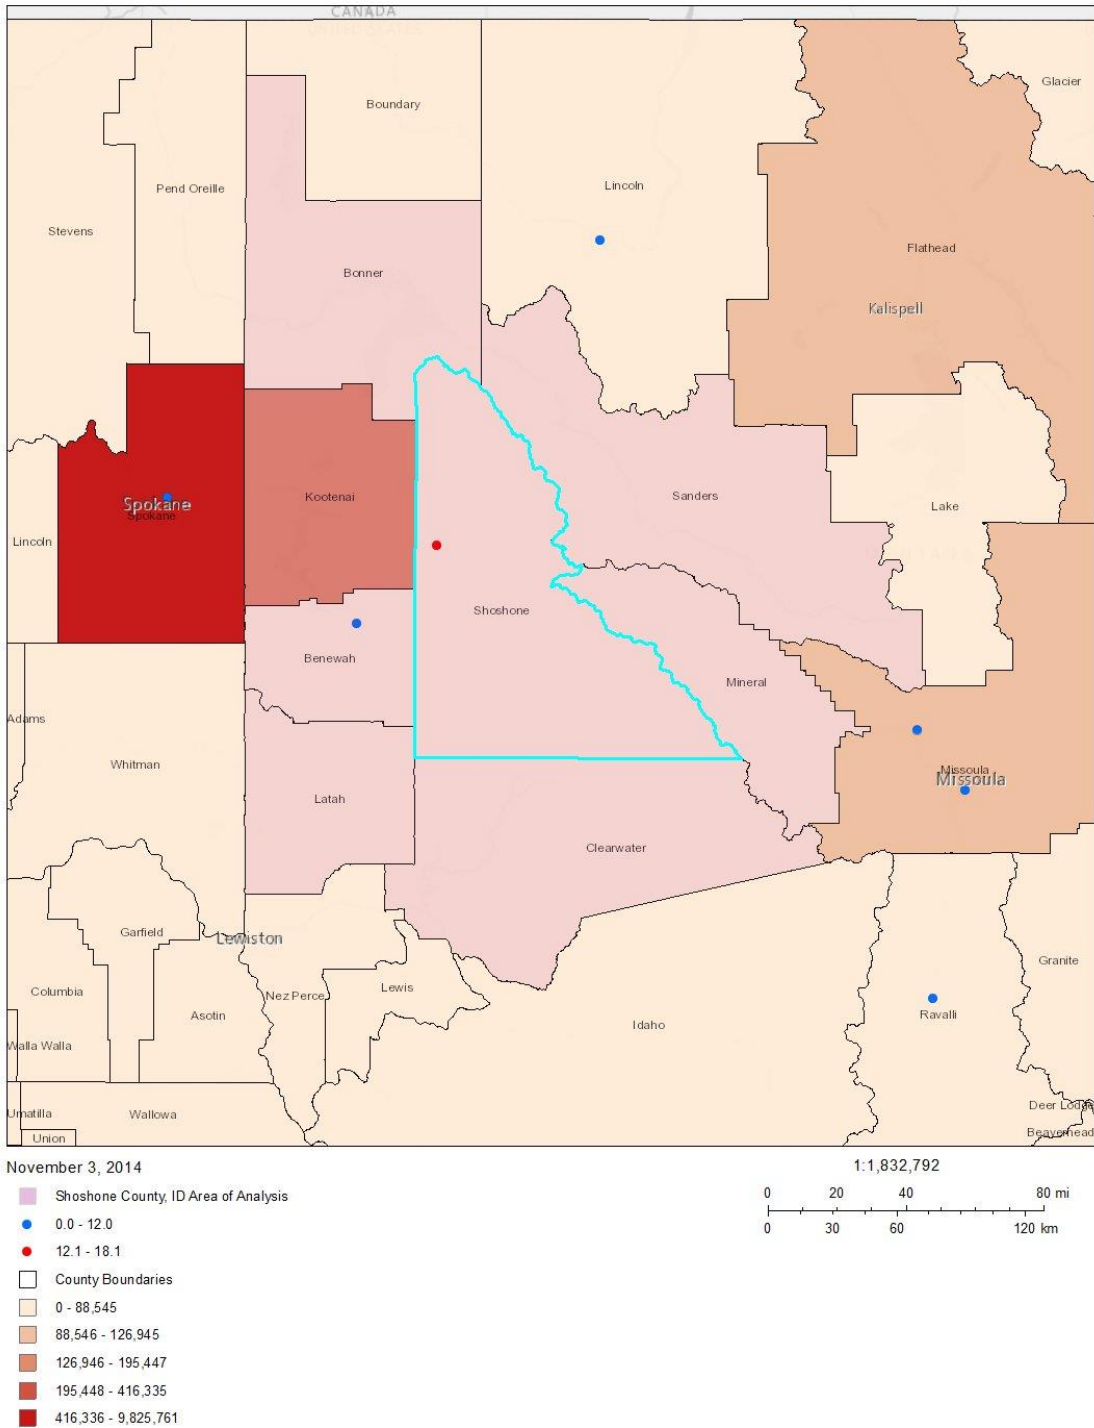 CANADA
UNITED STATES
Glacier
Boundary
Pend Oreille
Lincoln
Stevens
Flathead
Bonner
Kalispell
Kootenai
Sanders
Spokane
Spokane
Lake
Lincoln
Shoshone
Benewah
Mineral
Adams
Whitman
Missoula
Missoula
Latah
Clearwater
Garfield
Lewiston
Granite
Columbia
Nez Perce
Lewis
Asotin
Idaho
Ravalli
Walla Walla
Deer Lodge
Umatilla
Wallowa
Beaverhead
Union
November 3, 2014
1:1,832,792
Shoshone County, ID Area of Analysis
0 20 40 80 mi
0.0 - 12.0
0 30 60 120 km
12.1 - 18.1
County Boundaries
0 - 88,545
88,546 - 126,945
126,946 - 195,447
195,448 - 416,335
416,336 - 9,825,761